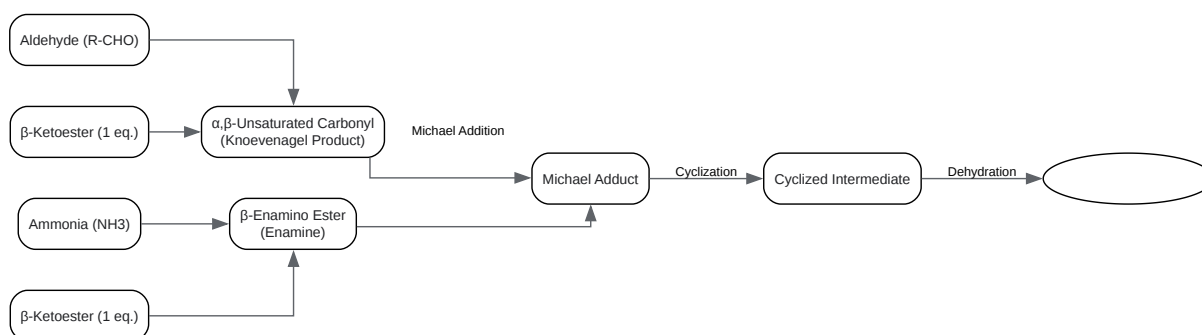 Aldehyde (R-CHO)
β-Ketoester (1 eq.)
α,β-Unsaturated Carbonyl
(Knoevenagel Product)
Michael Addition
Ammonia (NH3)
β-Enamino Ester
(Enamine)
β-Ketoester (1 eq.)
Michael Adduct
Cyclization
Cyclized Intermediate
Dehydration